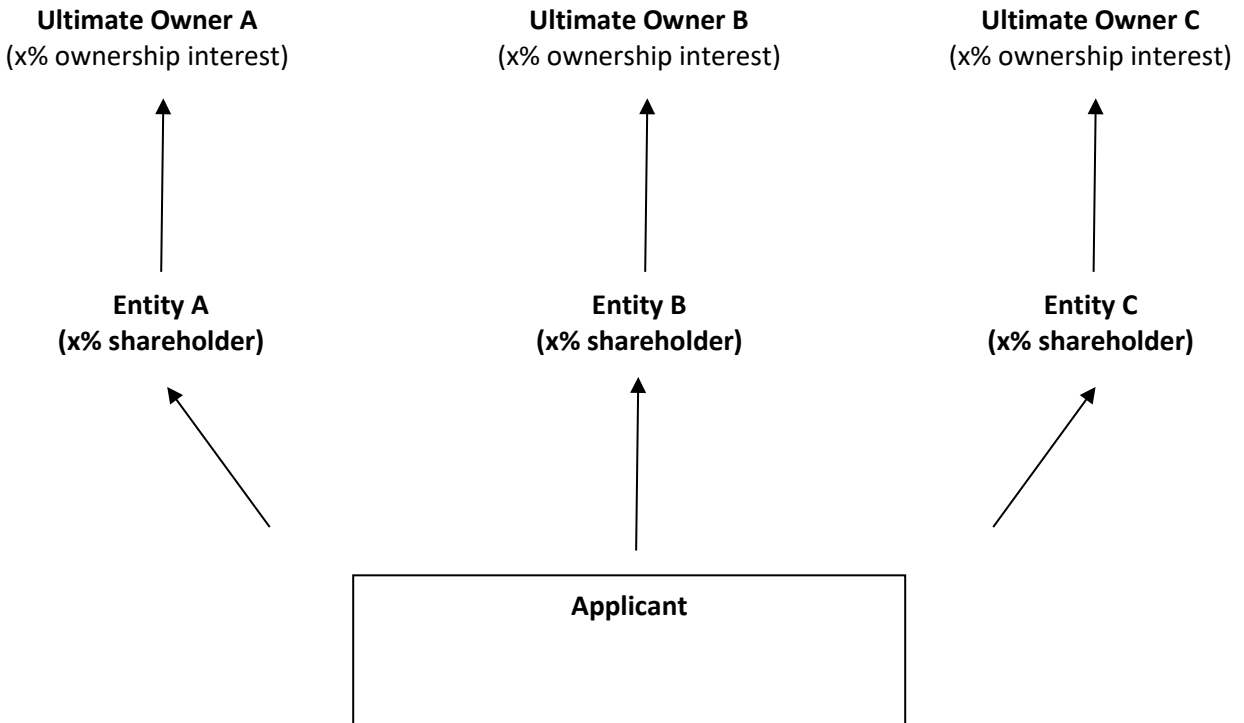 Ultimate Owner A
(x% ownership interest)
Ultimate Owner B
(x% ownership interest)
Ultimate Owner C
(x% ownership interest)
Entity A
(x% shareholder)
Entity B
(x% shareholder)
Entity C
(x% shareholder)
Applicant